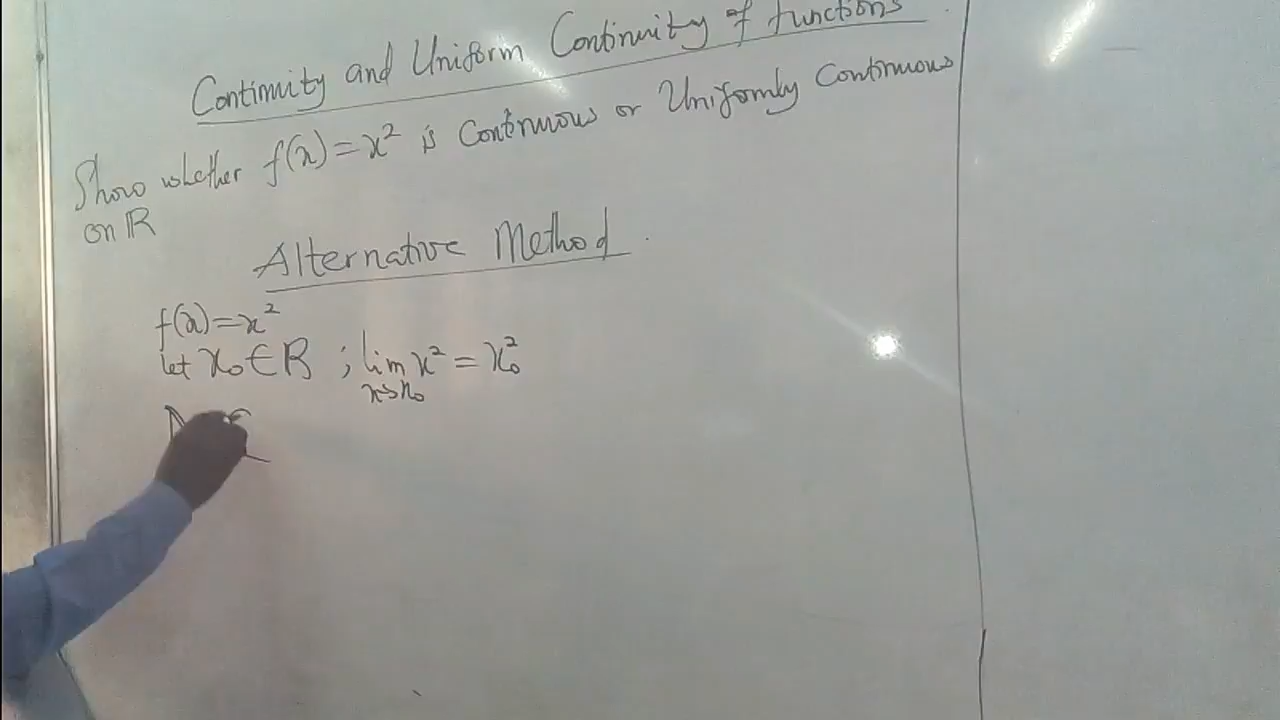 Continuity and Uniform Continuity of functions
Show whether f(x)=x² is Continuous or Uniformly Continuous
on ℝ
Alternative Method
f(x)=x²
let x₀∈ℝ ; lim x² = x₀²
x→x₀